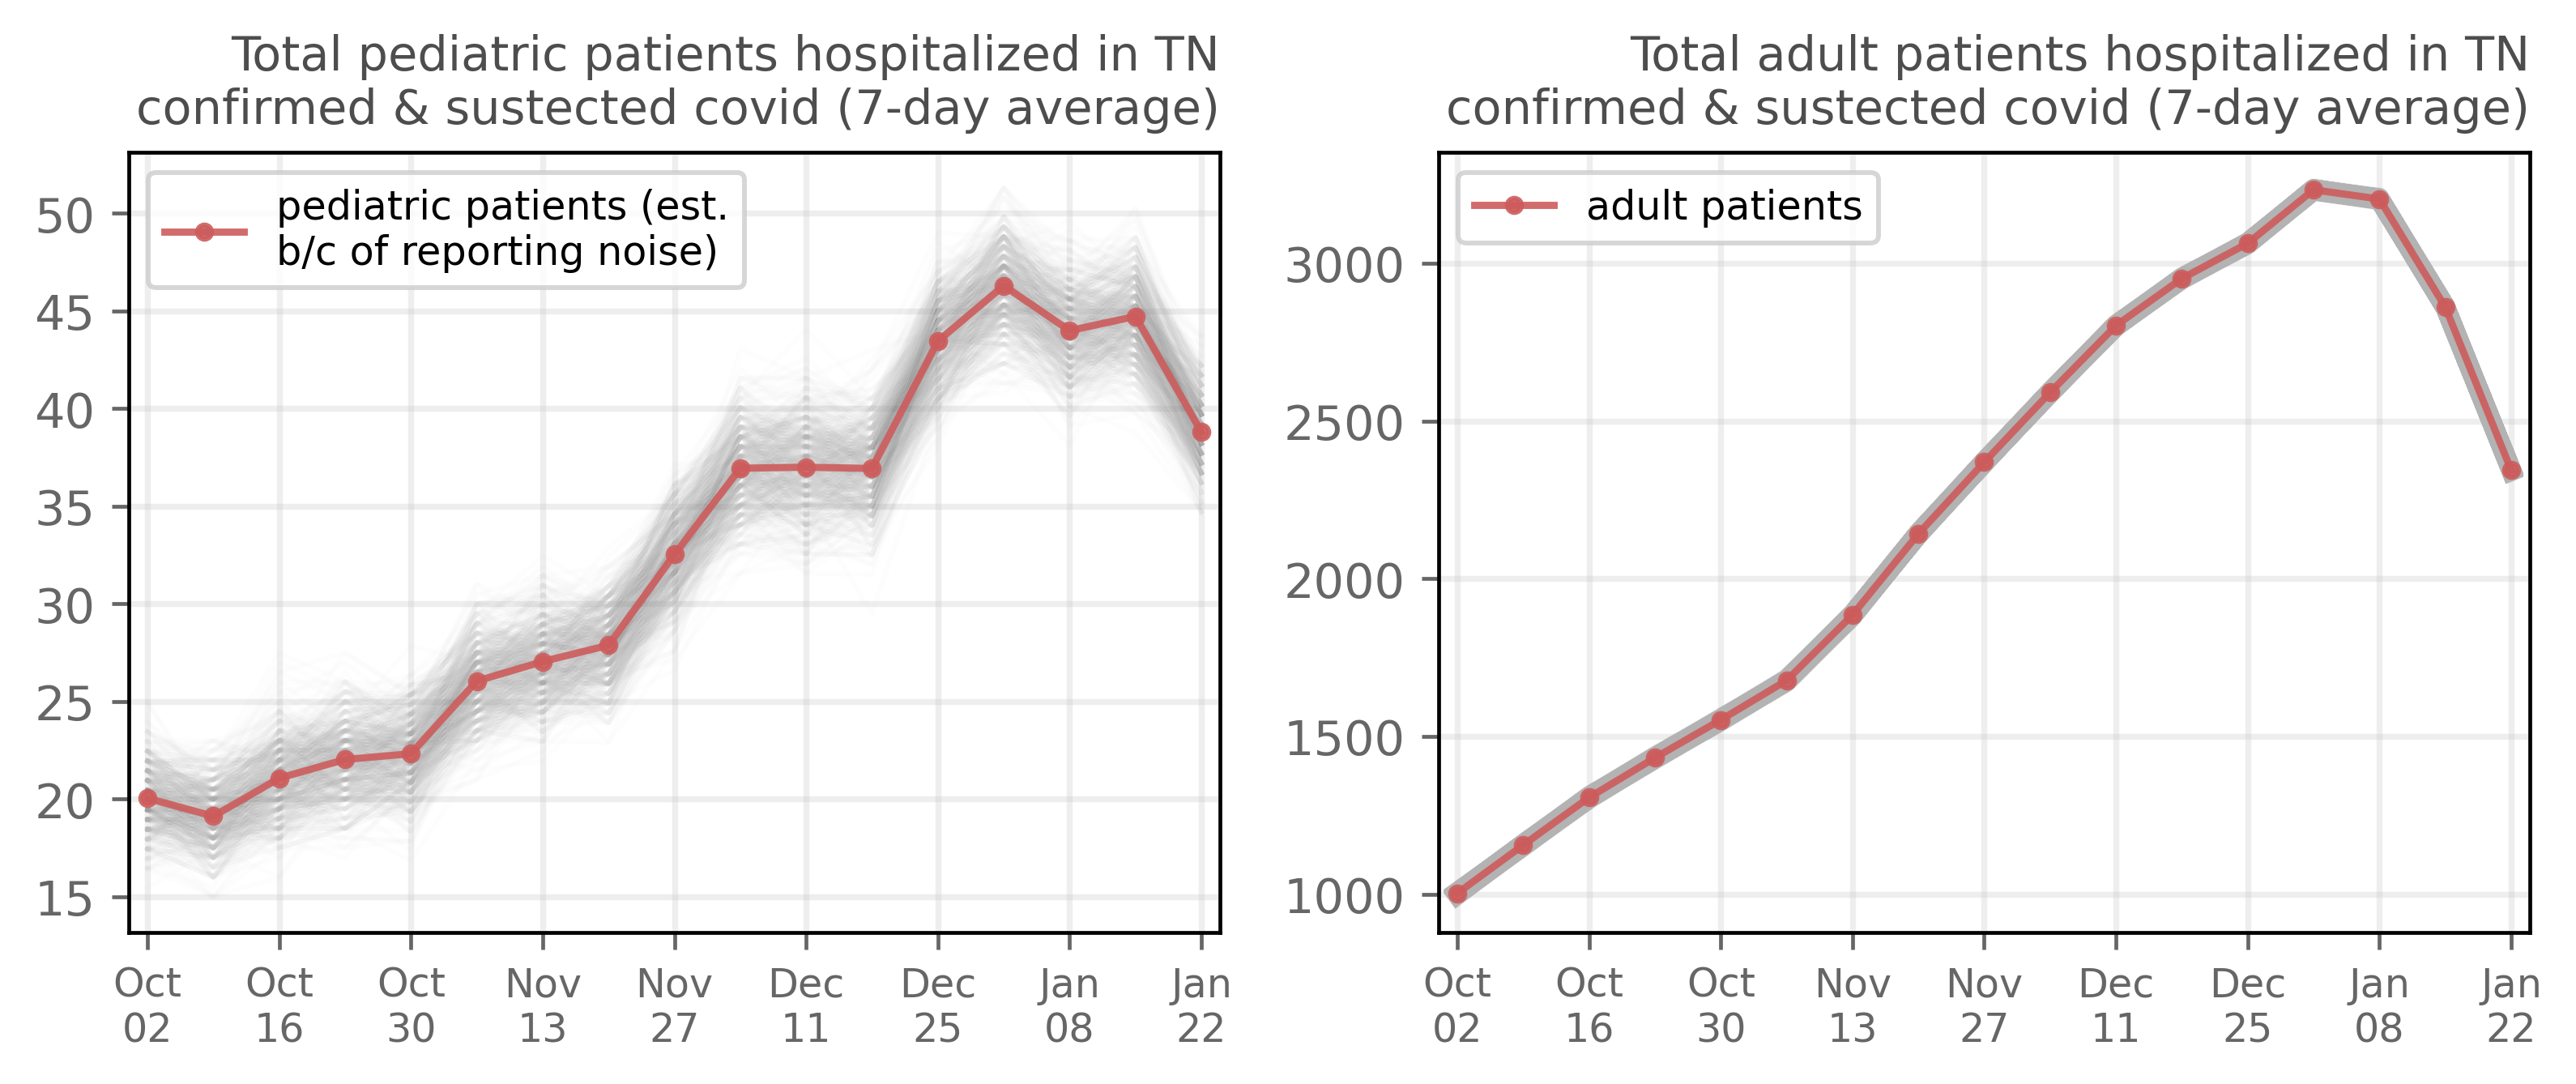 Total pediatric patients hospitalized in TN
confirmed & sustected covid (7-day average)
pediatric patients (est.
b/c of reporting noise)
50
45
40
35
30
25
20
15
Oct Oct Oct Nov Nov Dec Dec Jan Jan
02 16 30 13 27 11 25 08 22
Total adult patients hospitalized in TN
confirmed & sustected covid (7-day average)
adult patients
3000
2500
2000
1500
1000
Oct Oct Oct Nov Nov Dec Dec Jan Jan
02 16 30 13 27 11 25 08 22